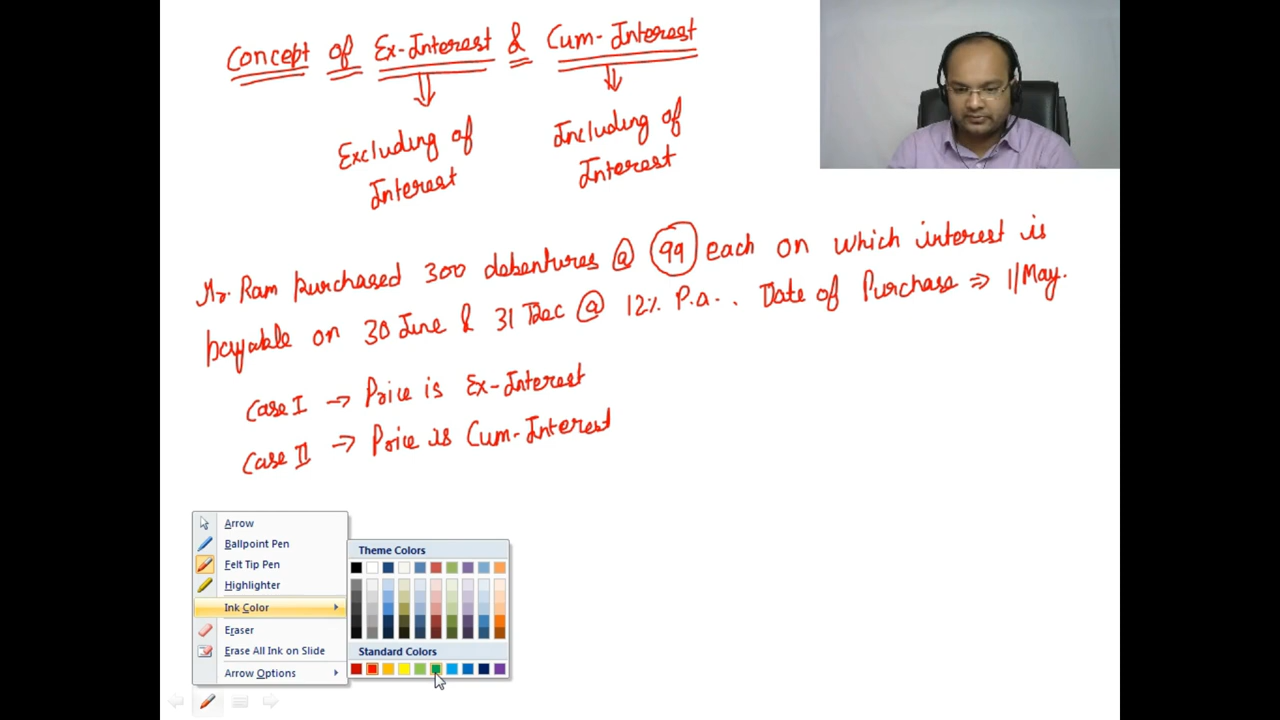 Concept of Ex-Interest & Cum-Interest
Excluding of Interest
Including of Interest
Mr. Ram purchased 300 debentures @ 99 each on which interest is
payable on 30 June & 31 Dec @ 12% P.a.. Date of Purchase ⇒ 1/May.
Case I → Price is Ex-Interest
Case II → Price is Cum-Interest
Arrow
Ballpoint Pen
Felt Tip Pen
Highlighter
Ink Color
Eraser
Erase All Ink on Slide
Arrow Options
Theme Colors
Standard Colors